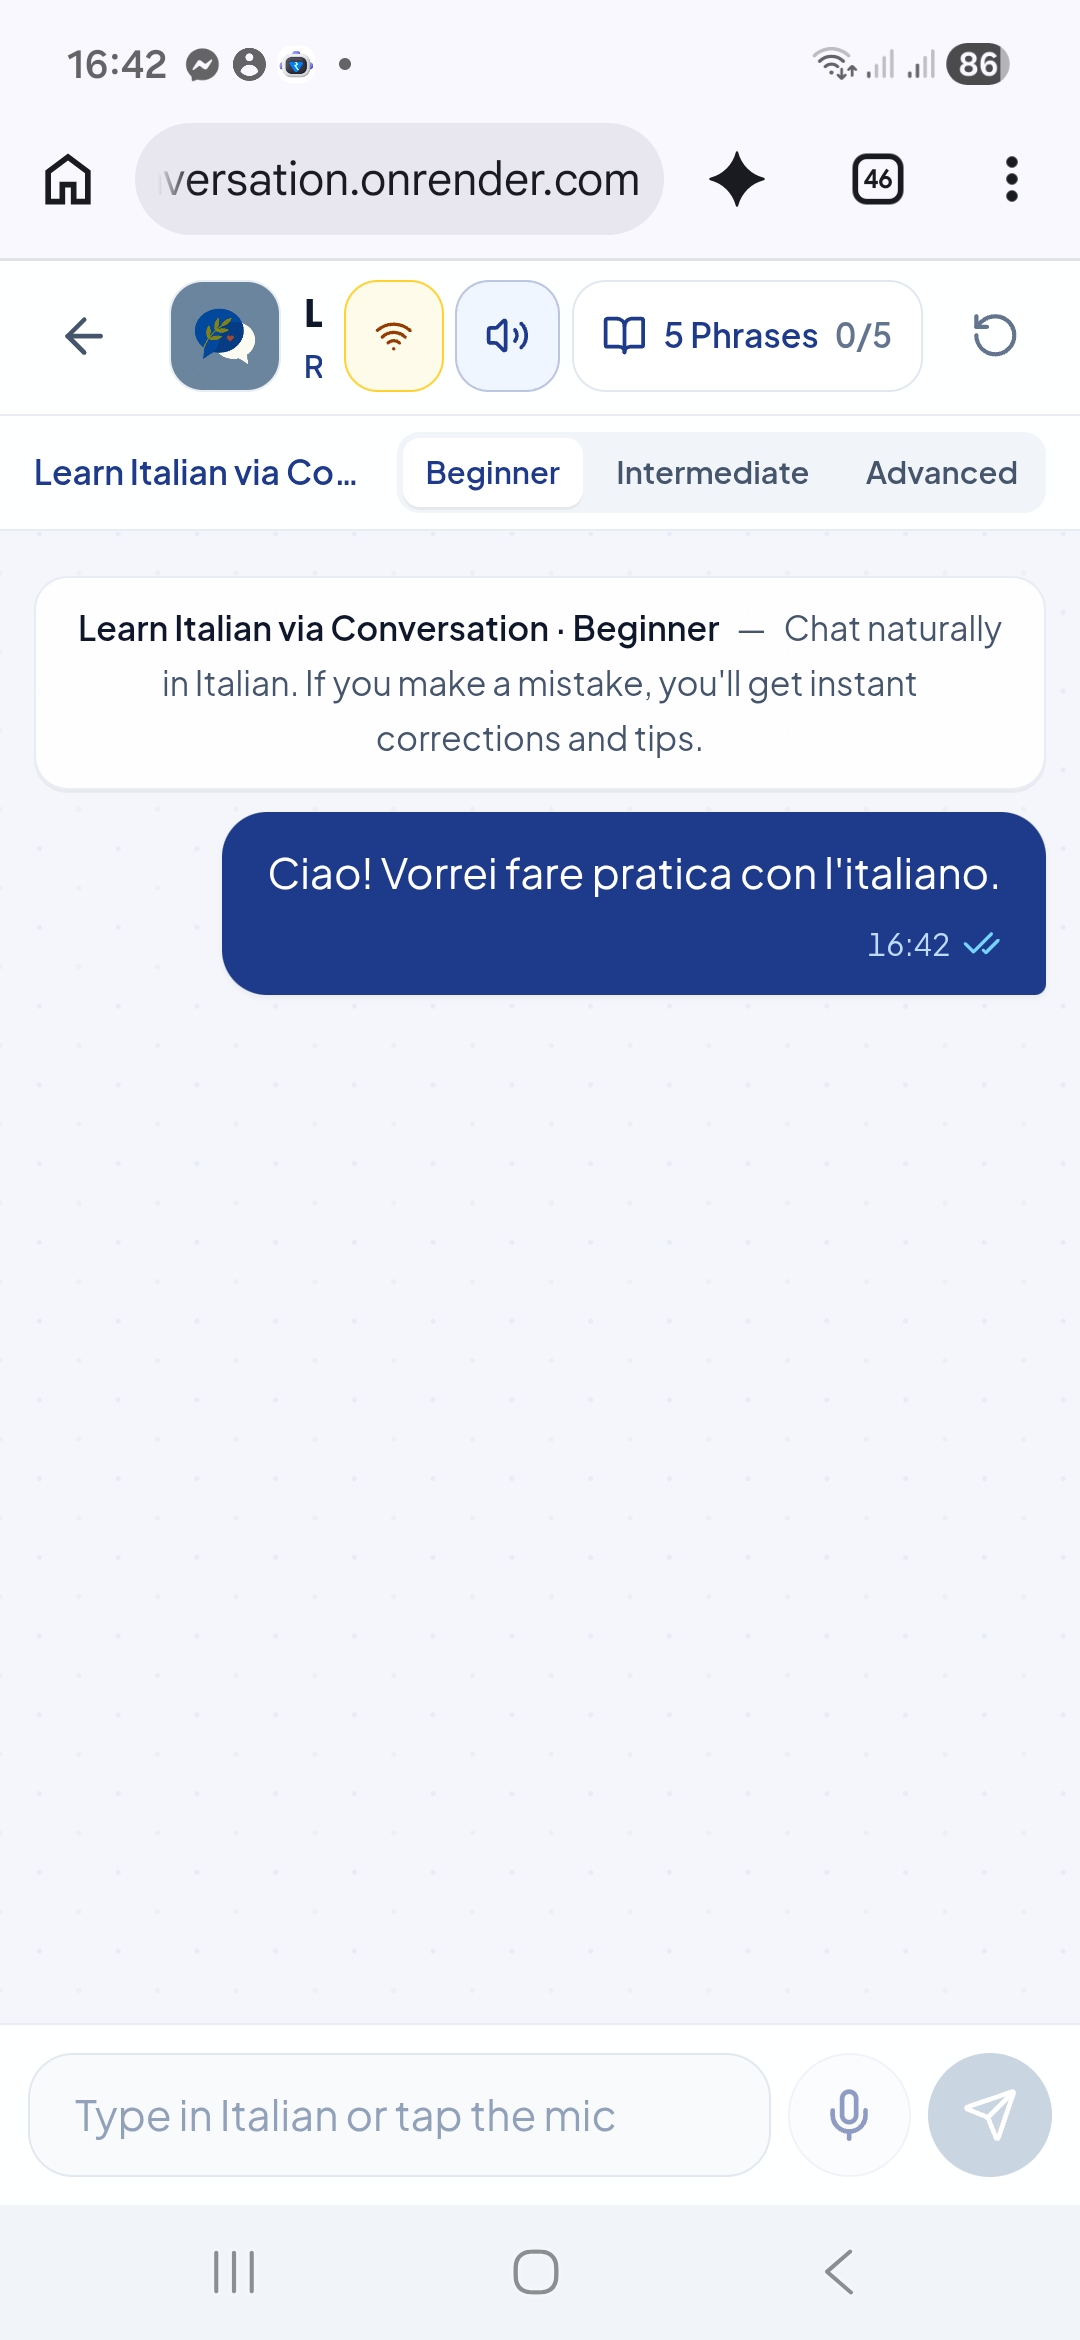 16:42
86
versation.onrender.com
46
L
R
5 Phrases 0/5
Learn Italian via Co...
Beginner
Intermediate
Advanced
Learn Italian via Conversation · Beginner — Chat naturally
in Italian. If you make a mistake, you'll get instant
corrections and tips.
Ciao! Vorrei fare pratica con l'italiano.
16:42
Type in Italian or tap the mic